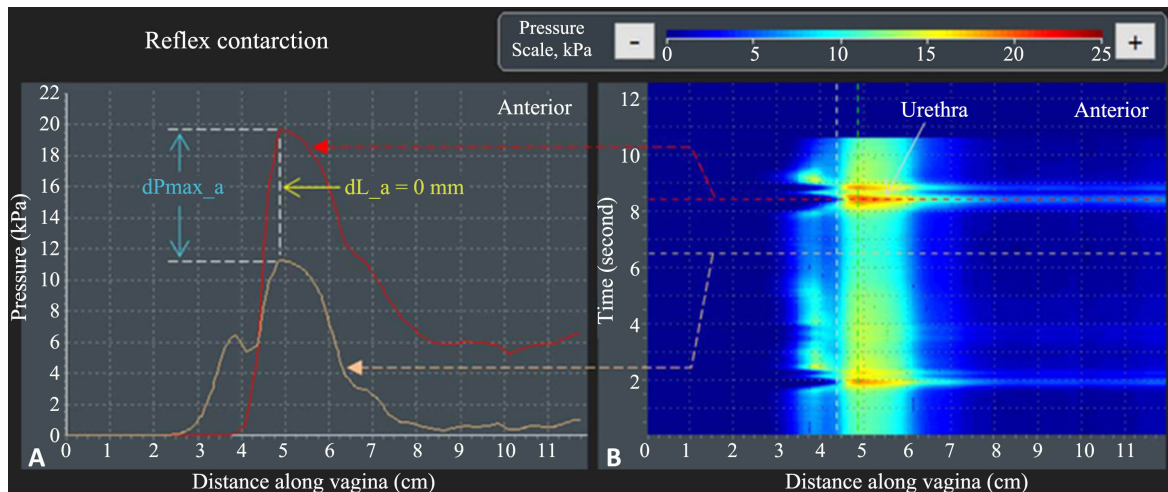 Reflex contarction
Pressure
Scale, kPa
-
+
0 5 10 15 20 25
Anterior
22
20
18
16
14
12
10
8
6
4
2
0
Pressure (kPa)
dPmax_a
dL_a = 0 mm
0 1 2 3 4 5 6 7 8 9 10 11
A
Distance along vagina (cm)
Urethra
Anterior
12
10
8
6
4
2
Time (second)
0 1 2 3 4 5 6 7 8 9 10 11
B
Distance along vagina (cm)